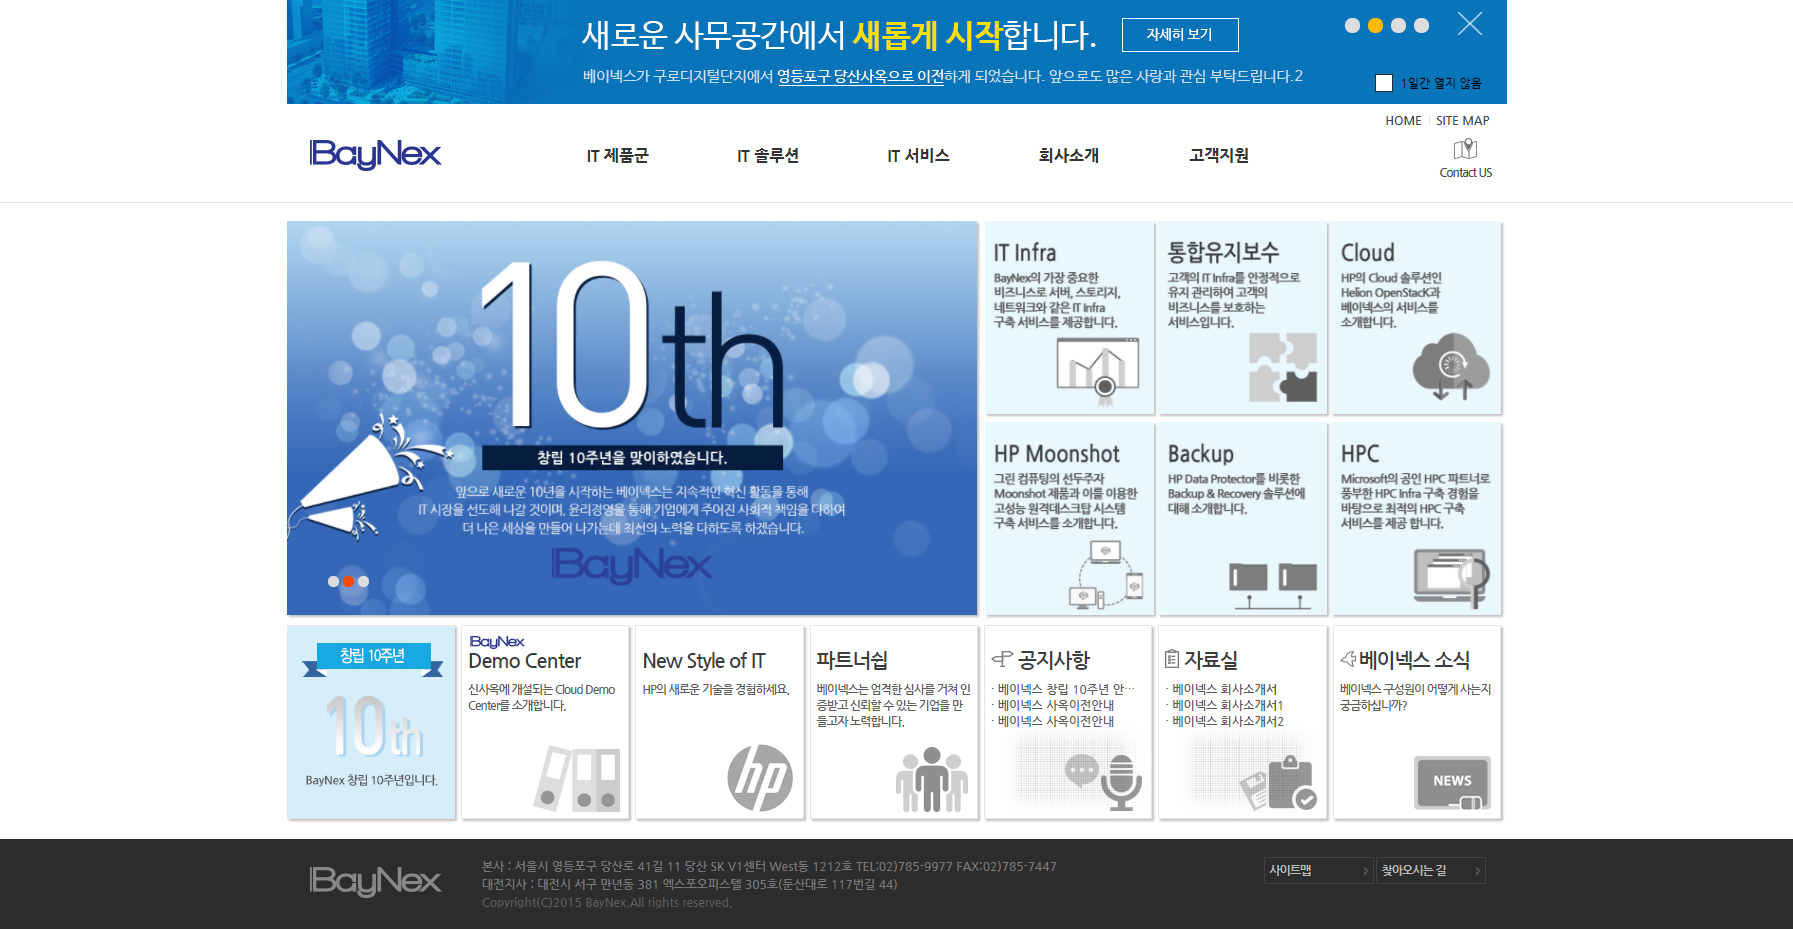 새로운 사무공간에서 새롭게 시작합니다.
자세히 보기
베이넥스가 구로디지털단지에서 영등포구 당산사옥으로 이전하게 되었습니다. 앞으로도 많은 사랑과 관심 부탁드립니다.2
1일간 열지 않음
HOME
SITE MAP
BayNex
IT 제품군
IT 솔루션
IT 서비스
회사소개
고객지원
Contact US
10th
창립 10주년을 맞이하였습니다.
앞으로 새로운 10년을 시작하는 베이넥스는 지속적인 혁신 활동을 통해
IT 시장을 선도해 나갈 것이며, 윤리경영을 통해 기업에게 주어진 사회적 책임을 다하여
더 나은 세상을 만들어 나가는데 최선의 노력을 다하도록 하겠습니다.
BayNex
IT Infra
BayNex의 가장 중요한
비즈니스로 서버, 스토리지,
네트워크와 같은 IT Infra
구축 서비스를 제공합니다.
통합유지보수
고객의 IT Infra를 안정적으로
유지 관리하여 고객의
비즈니스를 보호하는
서비스입니다.
Cloud
HP의 Cloud 솔루션인
Helion OpenStacK과
베이넥스의 서비스를
소개합니다.
HP Moonshot
그린 컴퓨팅의 선두주자
Moonshot 제품과 이를 이용한
고성능 원격데스크탑 시스템
구축 서비스를 소개합니다.
Backup
HP Data Protector를 비롯한
Backup & Recovery 솔루션에
대해 소개합니다.
HPC
Microsoft의 공인 HPC 파트너로
풍부한 HPC Infra 구축 경험을
바탕으로 최적의 HPC 구축
서비스를 제공 합니다.
창립 10주년
10th
BayNex 창립 10주년입니다.
BayNex
Demo Center
신사옥에 개설되는 Cloud Demo
Center를 소개합니다.
New Style of IT
HP의 새로운 기술을 경험하세요.
hp
파트너쉽
베이넥스는 엄격한 심사를 거쳐 인
증받고 신뢰할 수 있는 기업을 만
들고자 노력합니다.
공지사항
· 베이넥스 창립 10주년 안…
· 베이넥스 사옥이전안내
· 베이넥스 사옥이전안내
자료실
· 베이넥스 회사소개서
· 베이넥스 회사소개서1
· 베이넥스 회사소개서2
베이넥스 소식
베이넥스 구성원이 어떻게 사는지
궁금하십니까?
NEWS
BayNex
본사 : 서울시 영등포구 당산로 41길 11 당산 SK V1센터 West동 1212호 TEL:02)785-9977 FAX:02)785-7447
대전지사 : 대전시 서구 만년동 381 엑스포오피스텔 305호(둔산대로 117번길 44)
Copyright(C)2015 BayNex.All rights reserved.
사이트맵
찾아오시는 길